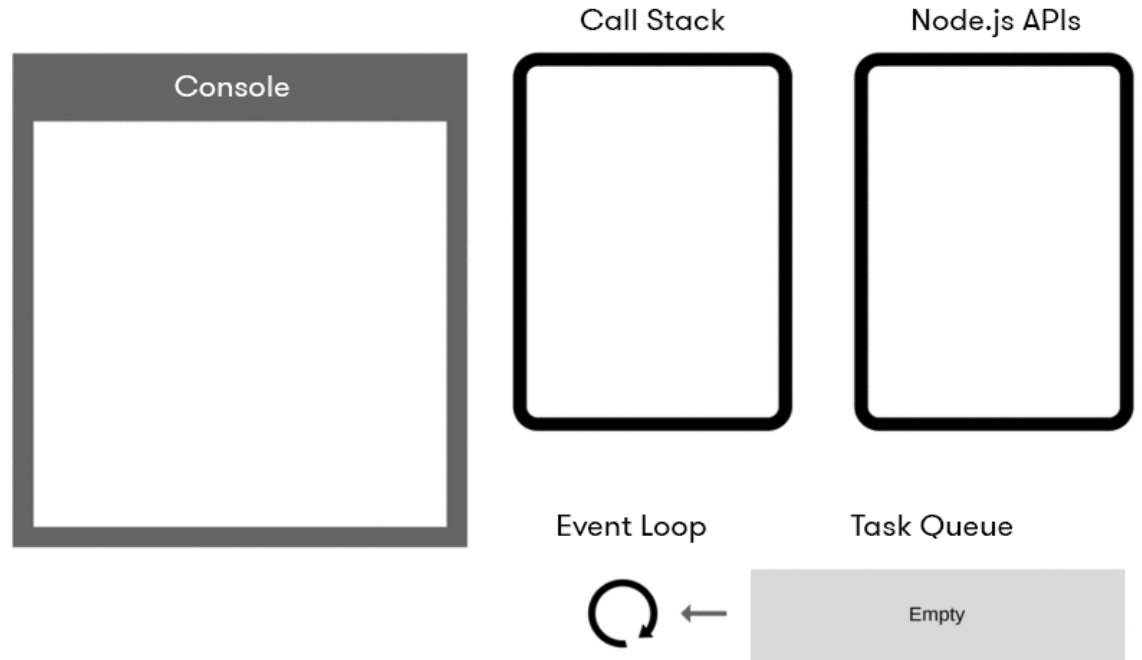 Call Stack
Node.js APIs
Console
Event Loop
Task Queue
Empty